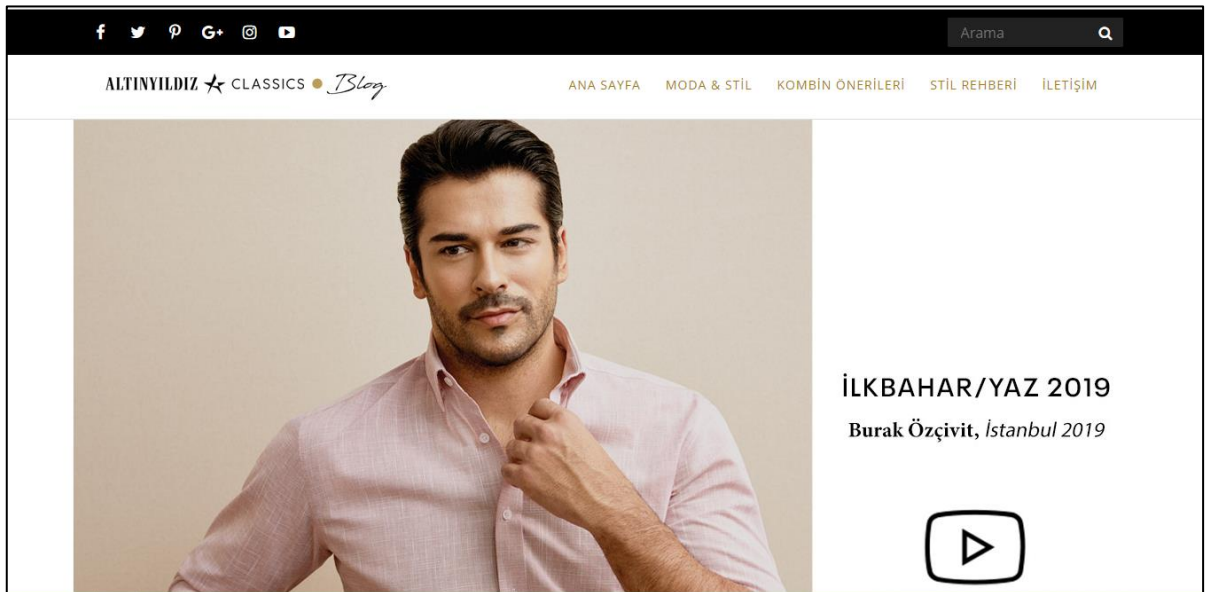 Arama
ALTINYILDIZ CLASSICS Blog
ANA SAYFA MODA & STİL KOMBİN ÖNERİLERİ STİL REHBERİ İLETİŞİM
İLKBAHAR/YAZ 2019
Burak Özçivit, İstanbul 2019